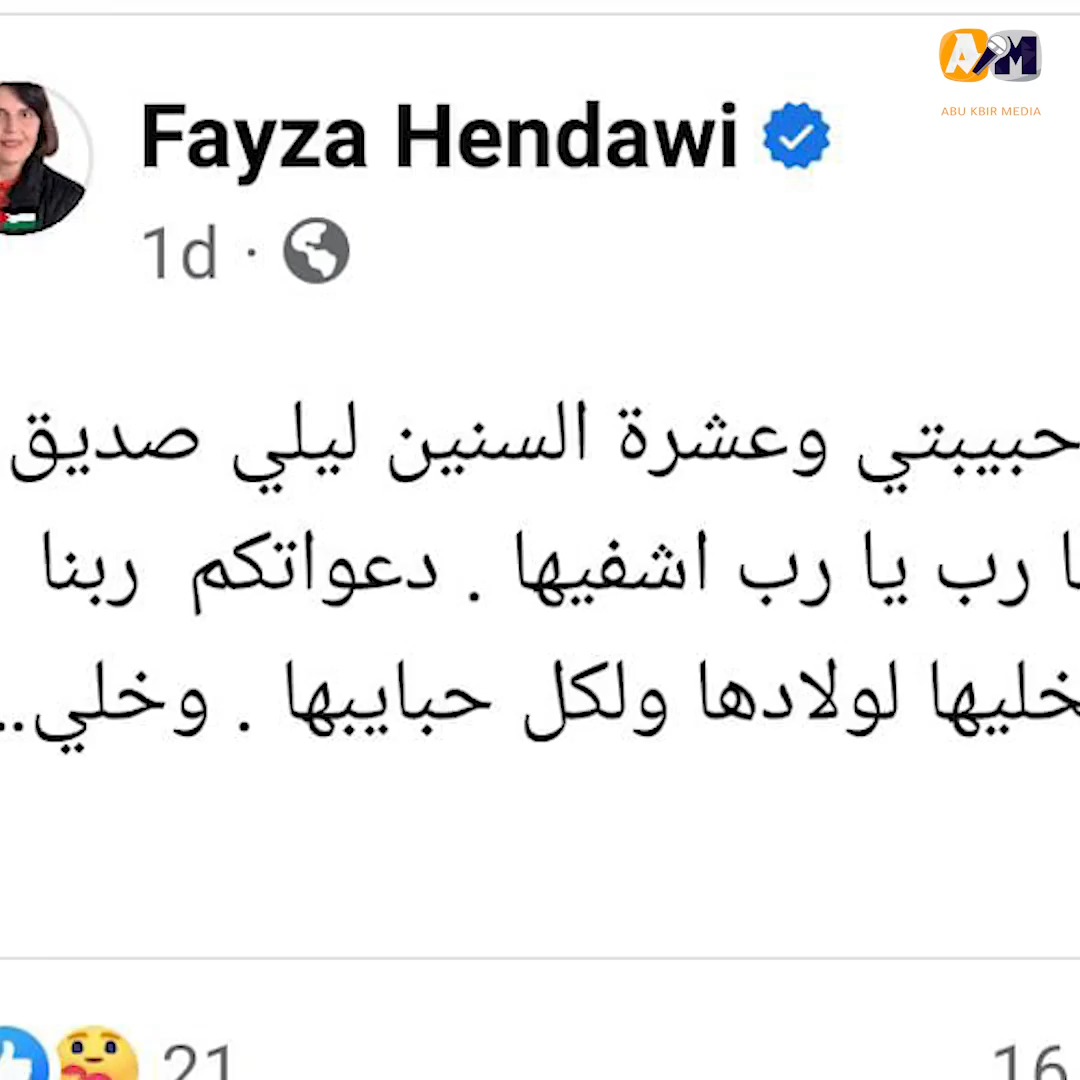 AM
ABU KBIR MEDIA
Fayza Hendawi
1d ·
حبيبتي وعشرة السنين ليلي صديق
رب يا رب اشفيها . دعواتكم ربنا
لولادها ولكل حبايبها . وخلي..
21
16